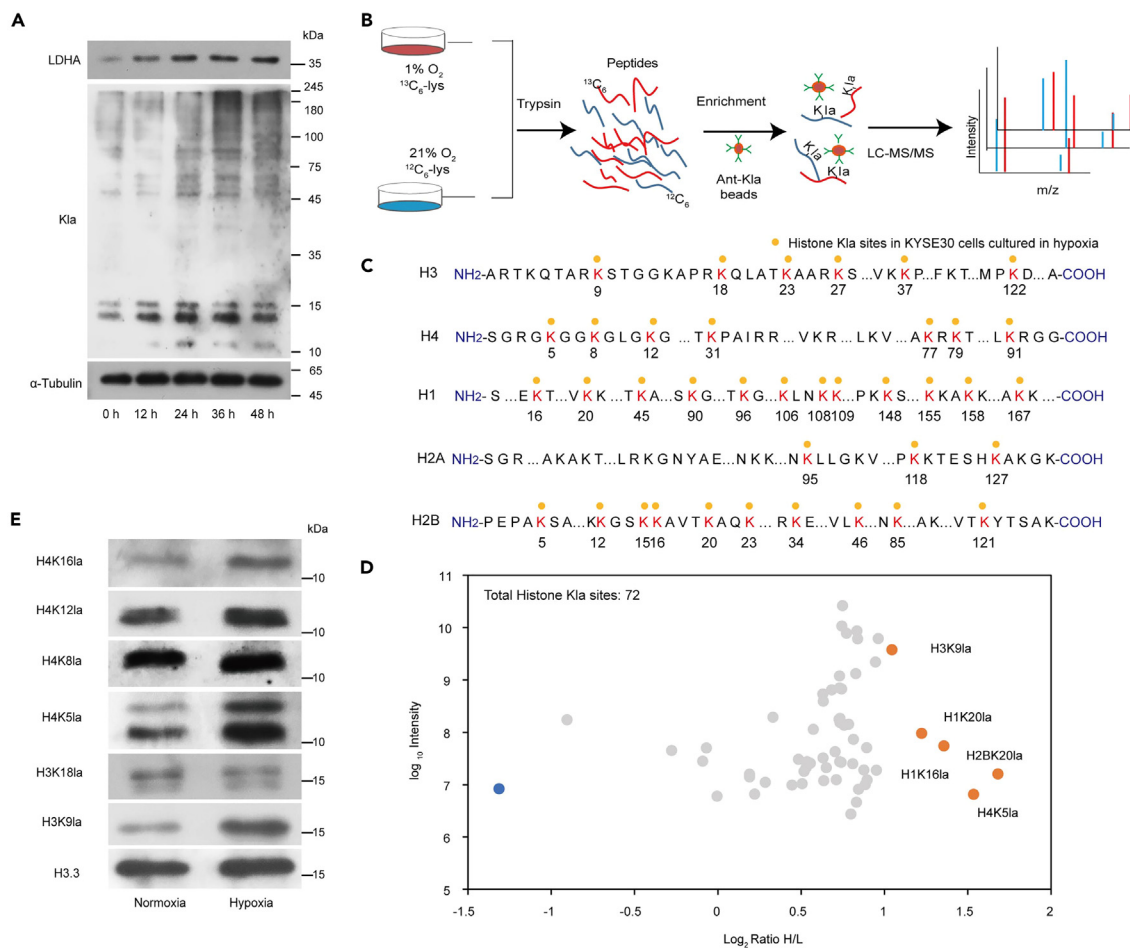 A
kDa
LDHA
35
245
180
100
75
45
Kla
35
15
10
65
α-Tubulin
45
0 h 12 h 24 h 36 h 48 h
B
1% O2
13C6-lys
Trypsin
21% O2
12C6-lys
Peptides
13C6
12C6
Enrichment
Ant-Kla
beads
Kla
Kla
Kla
Kla
LC-MS/MS
Intensity
m/z
Histone Kla sites in KYSE30 cells cultured in hypoxia
C
H3 NH2-ARTKQTARKSTGGKAPRKQLATKAARKS...VKKP...FKT...MPKD...A-COOH
9 18 23 27 37 122
H4 NH2-SGRGKGGKGLGKG...TKPAIRR...VKR...LKV...AKRKT...LKRGG-COOH
5 8 12 31 77 79 91
H1 NH2-S...EKT...VKK...TKA...SKG...TKG...KLNKK...PKKS...KKAKK...AKK...-COOH
16 20 45 90 96 106 108109 148 155 158 167
H2A NH2-SGR...AKAKT...LRKGNYAE...NKK...NKLLGKV...PKKTESHKAKGK-COOH
95 118 127
H2B NH2-PEPAKSA...KKGSKKAVTKAQK...RKE...VLK...NK...AK...VTKYTSAK-COOH
5 12 1516 20 23 34 46 85 121
D
Total Histone Kla sites: 72
11
10
9
8
7
6
5
log 10 Intensity
H3K9la
H1K20la
H2BK20la
H1K16la
H4K5la
-1.5 -1 -0.5 0 0.5 1 1.5 2
Log2 Ratio H/L
E
kDa
H4K16la
10
H4K12la
10
H4K8la
10
H4K5la
10
H3K18la
15
H3K9la
15
H3.3
15
Normoxia Hypoxia